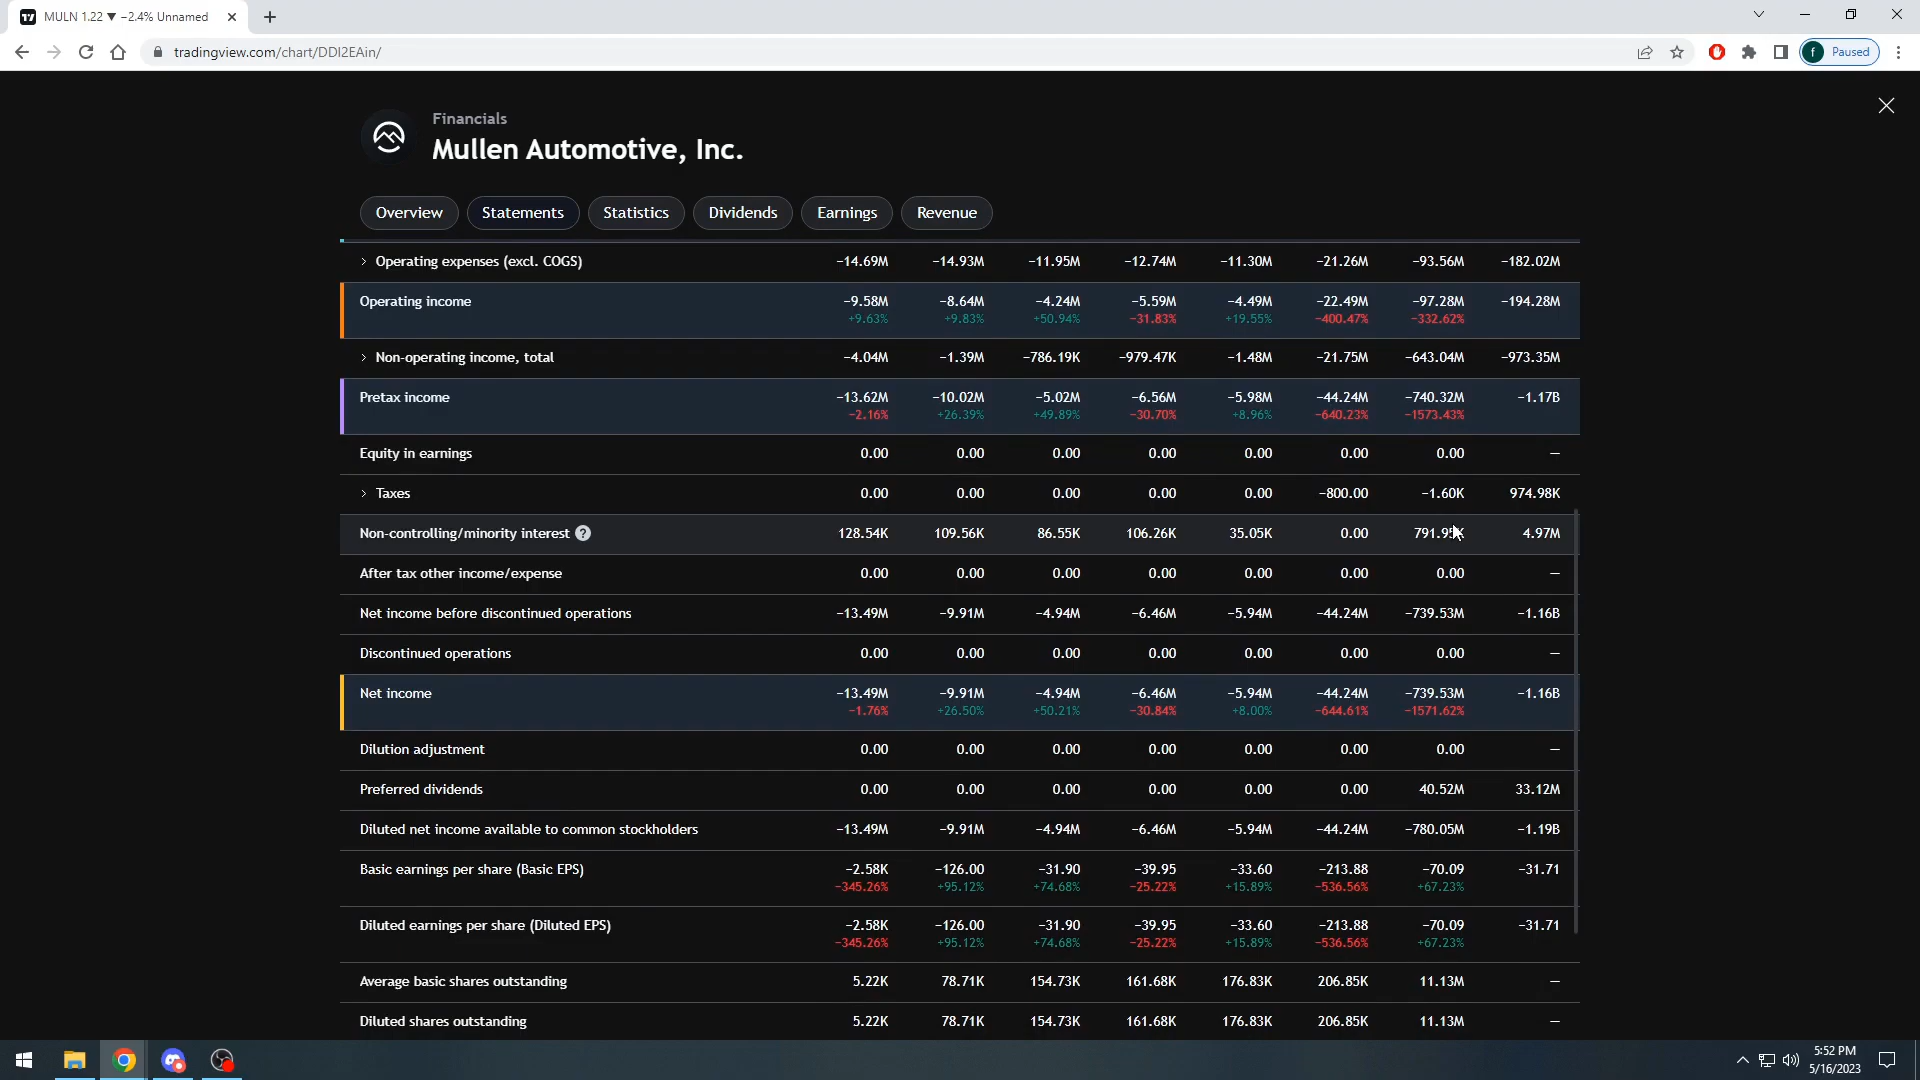 MULN 1.22 ▼ −2.4% Unnamed
tradingview.com/chart/DDI2EAin/
f Paused
Financials
Mullen Automotive, Inc.
Overview Statements Statistics Dividends Earnings Revenue
Operating expenses (excl. COGS) −14.69M −14.93M −11.95M −12.74M −11.30M −21.26M −93.56M −182.02M
Operating income −9.58M −8.64M −4.24M −5.59M −4.49M −22.49M −97.28M −194.28M
+9.63% +9.83% +50.94% −31.83% +19.55% −400.47% −332.62%
Non-operating income, total −4.04M −1.39M −786.19K −979.47K −1.48M −21.75M −643.04M −973.35M
Pretax income −13.62M −10.02M −5.02M −6.56M −5.98M −44.24M −740.32M −1.17B
−2.16% +26.39% +49.89% −30.70% +8.96% −640.23% −1573.43%
Equity in earnings 0.00 0.00 0.00 0.00 0.00 0.00 0.00 —
Taxes 0.00 0.00 0.00 0.00 0.00 −800.00 −1.60K 974.98K
Non-controlling/minority interest ? 128.54K 109.56K 86.55K 106.26K 35.05K 0.00 791.95K 4.97M
After tax other income/expense 0.00 0.00 0.00 0.00 0.00 0.00 0.00 —
Net income before discontinued operations −13.49M −9.91M −4.94M −6.46M −5.94M −44.24M −739.53M −1.16B
Discontinued operations 0.00 0.00 0.00 0.00 0.00 0.00 0.00 —
Net income −13.49M −9.91M −4.94M −6.46M −5.94M −44.24M −739.53M −1.16B
−1.76% +26.50% +50.21% −30.84% +8.00% −644.61% −1571.62%
Dilution adjustment 0.00 0.00 0.00 0.00 0.00 0.00 0.00 —
Preferred dividends 0.00 0.00 0.00 0.00 0.00 0.00 40.52M 33.12M
Diluted net income available to common stockholders −13.49M −9.91M −4.94M −6.46M −5.94M −44.24M −780.05M −1.19B
Basic earnings per share (Basic EPS) −2.58K −126.00 −31.90 −39.95 −33.60 −213.88 −70.09 −31.71
−345.26% +95.12% +74.68% −25.22% +15.89% −536.56% +67.23%
Diluted earnings per share (Diluted EPS) −2.58K −126.00 −31.90 −39.95 −33.60 −213.88 −70.09 −31.71
−345.26% +95.12% +74.68% −25.22% +15.89% −536.56% +67.23%
Average basic shares outstanding 5.22K 78.71K 154.73K 161.68K 176.83K 206.85K 11.13M —
Diluted shares outstanding 5.22K 78.71K 154.73K 161.68K 176.83K 206.85K 11.13M —
5:52 PM
5/16/2023